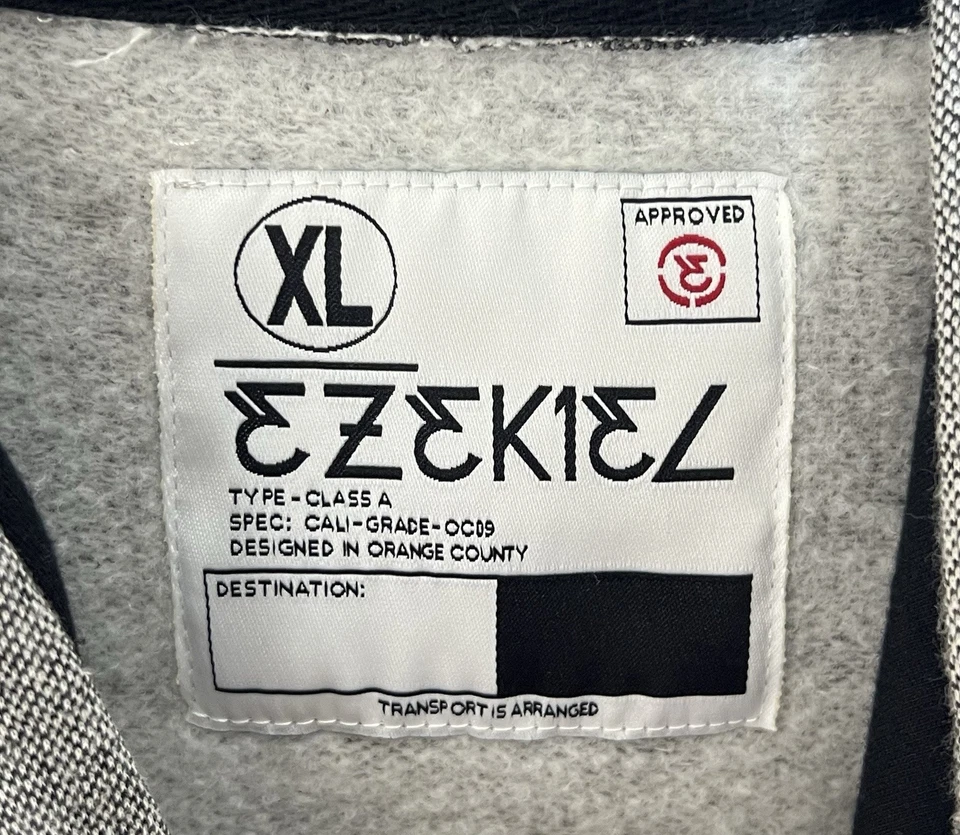 XL
APPROVED
EZEKIEL
TYPE-CLASS A
SPEC: CALI-GRADE-OC09
DESIGNED IN ORANGE COUNTY
DESTINATION:
TRANSPORT IS ARRANGED